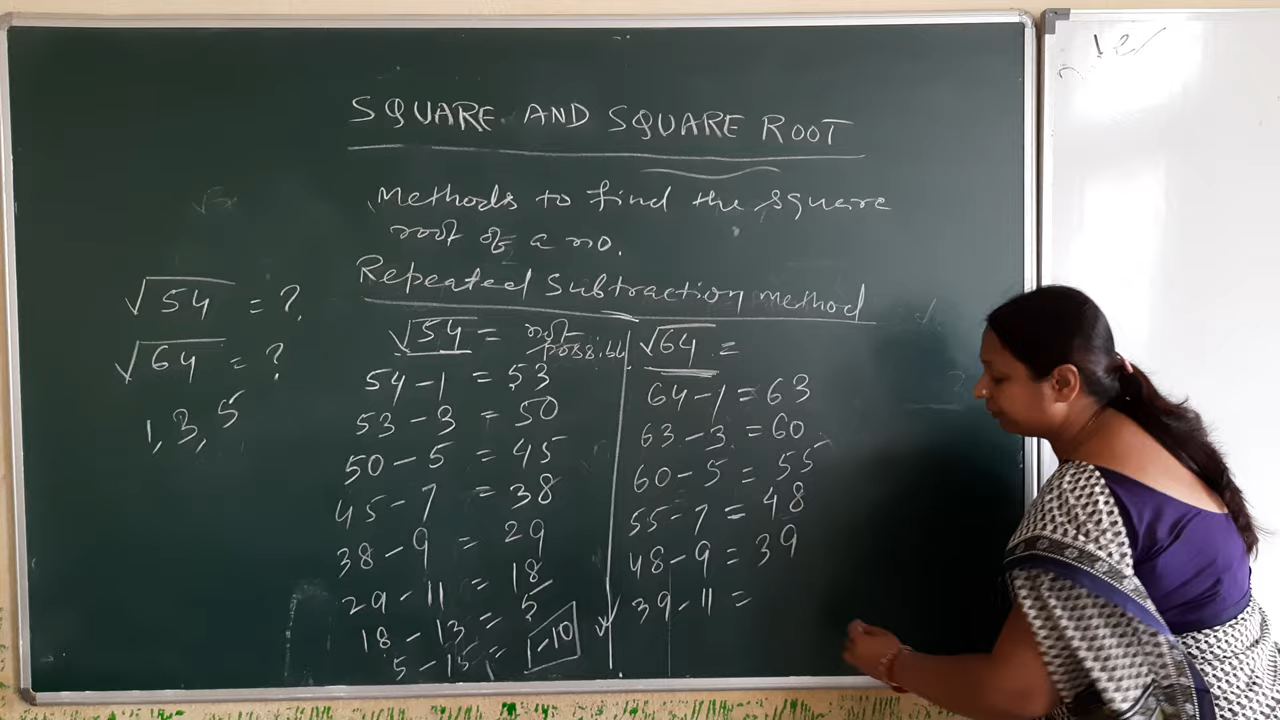 SQUARE AND SQUARE ROOT
Methods to find the square
root of a no.
Repeated Subtraction method
√54 = ?
√64 = ?
1, 3, 5
√54 = not possible
54-1 = 53
53-3 = 50
50-5 = 45
45-7 = 38
38-9 = 29
29-11 = 18
18-13 = 5
5-15 = -10
√64 =
64-1 = 63
63-3 = 60
60-5 = 55
55-7 = 48
48-9 = 39
39-11 =